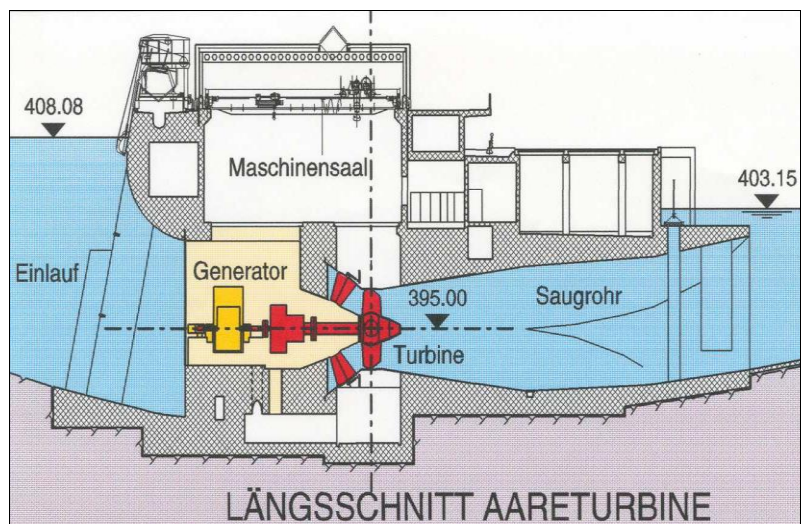 408.08
Maschinensaal
403.15
Einlauf
Generator
395.00
Saugrohr
Turbine
LÄNGSSCHNITT AARETURBINE